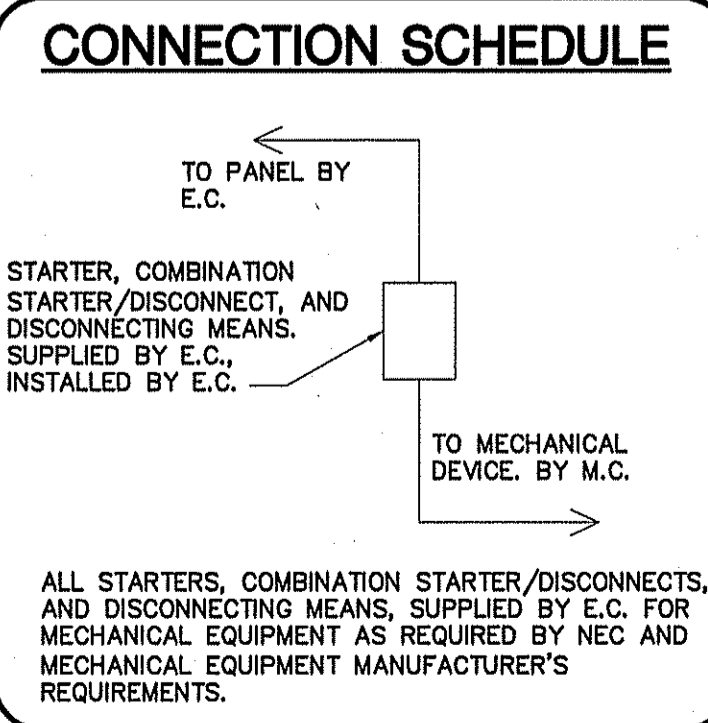 CONNECTION SCHEDULE
TO PANEL BY
E.C.
STARTER, COMBINATION
STARTER/DISCONNECT, AND
DISCONNECTING MEANS.
SUPPLIED BY E.C.,
INSTALLED BY E.C.
TO MECHANICAL
DEVICE. BY M.C.
ALL STARTERS, COMBINATION STARTER/DISCONNECTS,
AND DISCONNECTING MEANS, SUPPLIED BY E.C. FOR
MECHANICAL EQUIPMENT AS REQUIRED BY NEC AND
MECHANICAL EQUIPMENT MANUFACTURER'S
REQUIREMENTS.